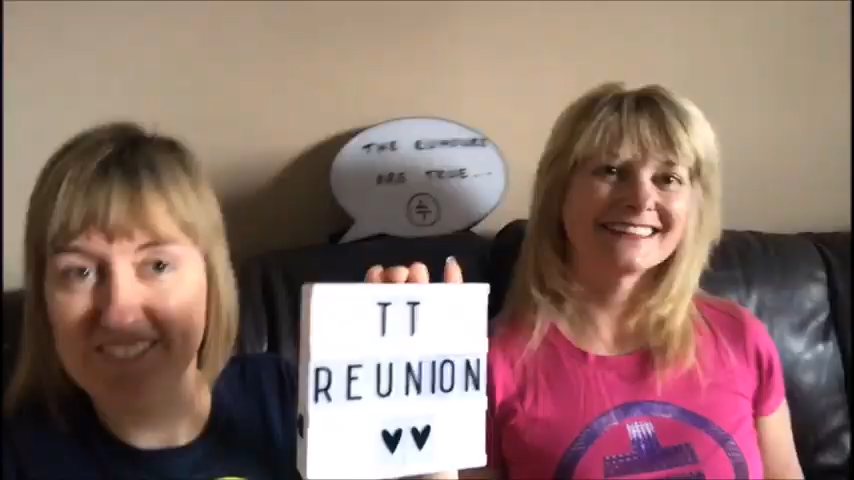 THE RUMOURS
ARE TRUE....
TT
REUNION
♥♥